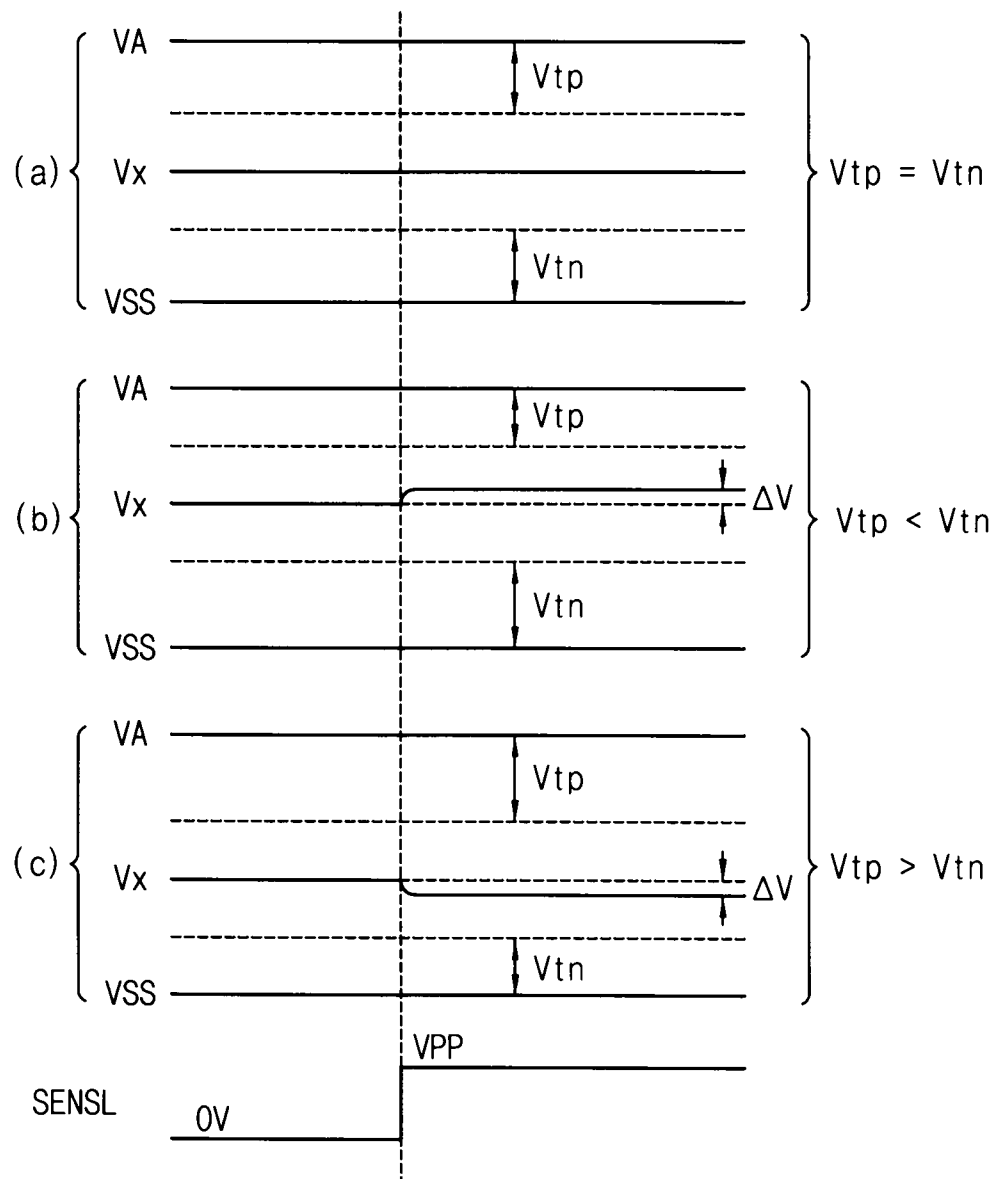 VA
Vtp
(a) Vx Vtp = Vtn
Vtn
VSS
VA
Vtp
(b) Vx ΔV Vtp < Vtn
Vtn
VSS
VA
Vtp
(c) Vx ΔV Vtp > Vtn
Vtn
VSS
VPP
SENSL 0V